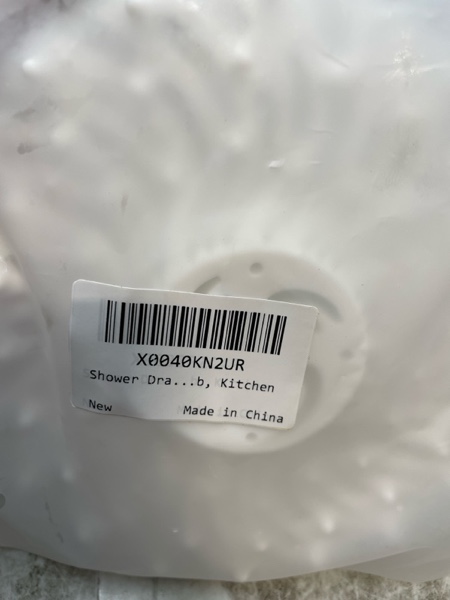 X0040KN2UR
Shower Dra...b, Kitchen
New
Made in China